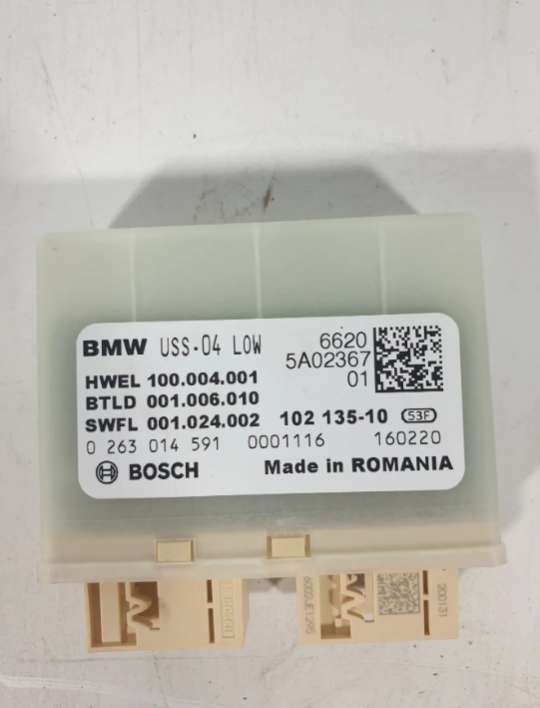 BMW USS-04 LOW
6620
5A02367
01
HWEL 100.004.001
BTLD 001.006.010
SWFL 001.024.002 102 135-10 53F
0 263 014 591 0001116 160220
BOSCH Made in ROMANIA
200131